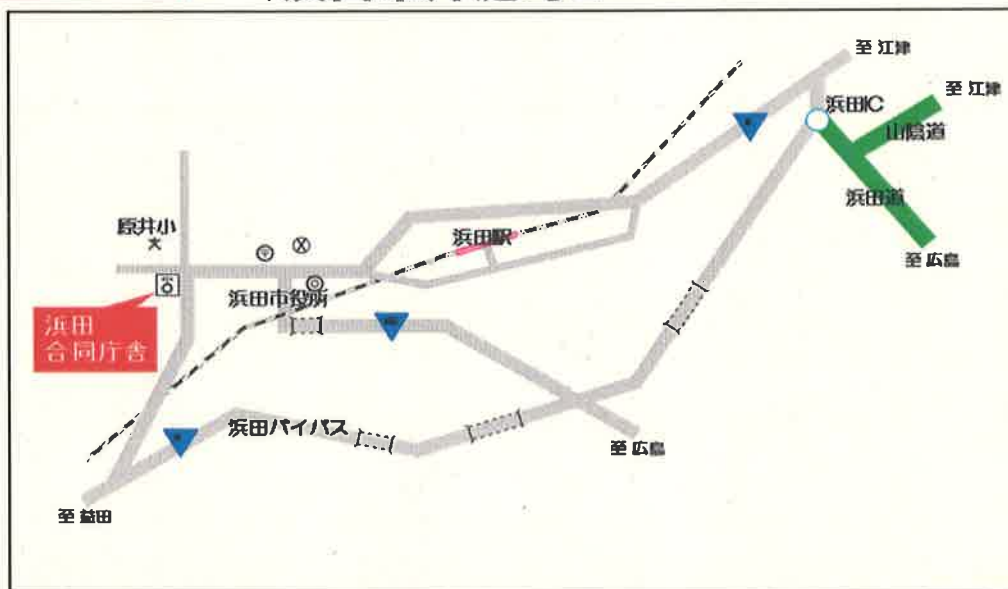 至 江津
至 江津
浜田IC
山陰道
浜田道
至 広島
原井小
文
浜田駅
浜田市役所
浜田
合同庁舎
浜田バイパス
至 広島
至 益田